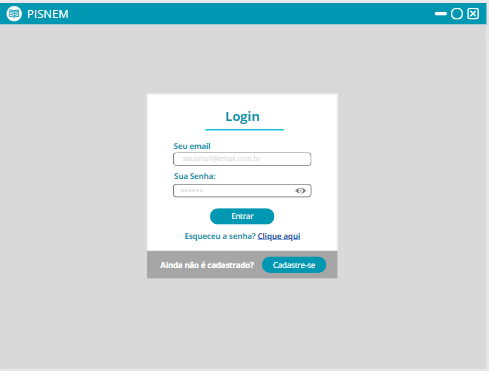 PISNEM
Login
Seu email
seuemail@email.com.br
Sua Senha:
******
Entrar
Esqueceu a senha? Clique aqui
Ainda não é cadastrado?
Cadastre-se